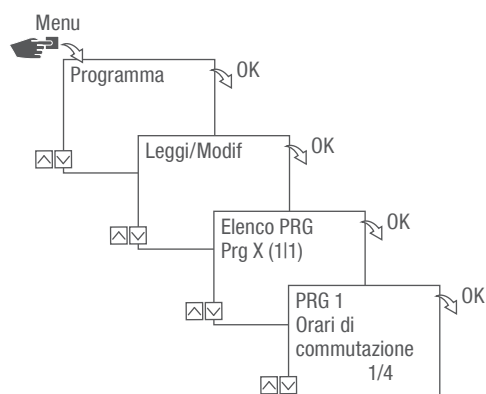 Menu
Programma
OK
Leggi/Modif
OK
Elenco PRG
Prg X (1|1)
OK
PRG 1
Orari di
commutazione
1/4
OK